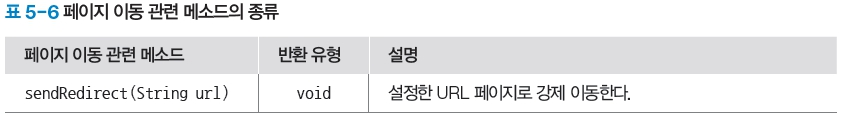 표 5-6 페이지 이동 관련 메소드의 종류
페이지 이동 관련 메소드 반환 유형 설명
sendRedirect(String url) void 설정한 URL 페이지로 강제 이동한다.